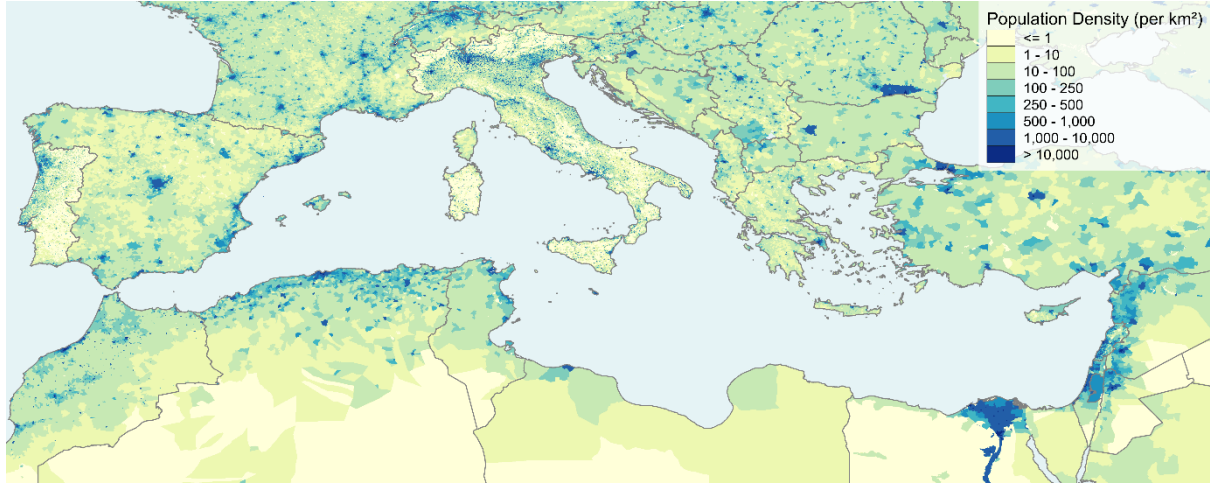 Population Density (per km²)
<= 1
1 - 10
10 - 100
100 - 250
250 - 500
500 - 1,000
1,000 - 10,000
> 10,000